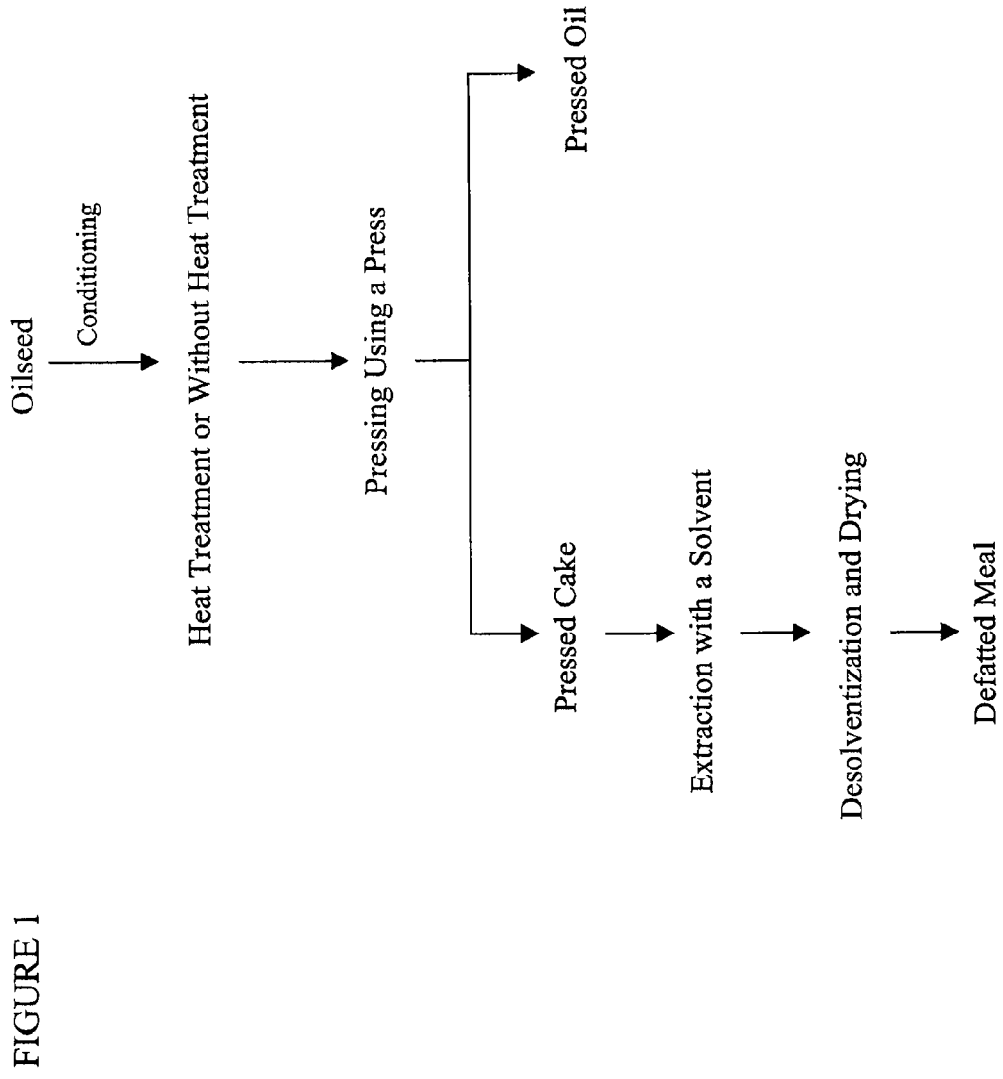 FIGURE 1
Oilseed
Conditioning
Heat Treatment or Without Heat Treatment
Pressing Using a Press
Pressed Cake
Pressed Oil
Extraction with a Solvent
Desolventization and Drying
Defatted Meal